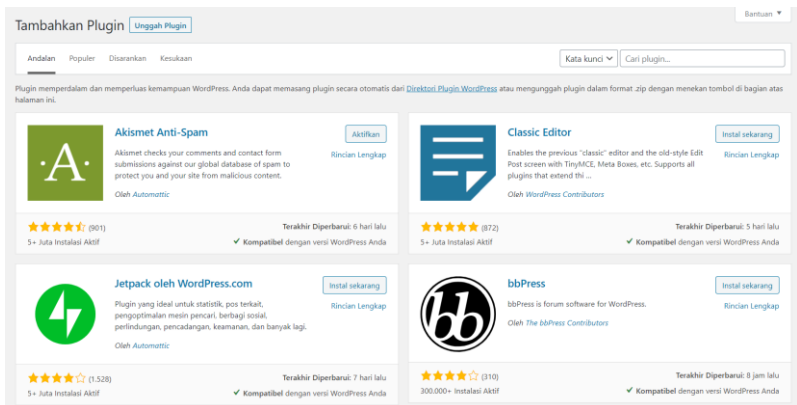 Bantuan ▼
Tambahkan Plugin Unggah Plugin
Andalan Populer Disarankan Kesukaan Kata kunci Cari plugin...
Plugin memperdalam dan memperluas kemampuan WordPress. Anda dapat memasang plugin secara otomatis dari Direktori Plugin WordPress atau mengunggah plugin dalam format .zip dengan menekan tombol di bagian atas
halaman ini.
·A·
Akismet Anti-Spam
Aktifkan
Rincian Lengkap
Akismet checks your comments and contact form
submissions against our global database of spam to
protect you and your site from malicious content.
Oleh Automattic
(901)
5+ Juta Instalasi Aktif
Terakhir Diperbarui: 6 hari lalu
✓ Kompatibel dengan versi WordPress Anda
Classic Editor
Instal sekarang
Rincian Lengkap
Enables the previous "classic" editor and the old-style Edit
Post screen with TinyMCE, Meta Boxes, etc. Supports all
plugins that extend thi ...
Oleh WordPress Contributors
(872)
5+ Juta Instalasi Aktif
Terakhir Diperbarui: 5 hari lalu
✓ Kompatibel dengan versi WordPress Anda
Jetpack oleh WordPress.com
Instal sekarang
Rincian Lengkap
Plugin yang ideal untuk statistik, pos terkait,
pengoptimalan mesin pencari, berbagi sosial,
perlindungan, pencadangan, keamanan, dan banyak lagi.
Oleh Automattic
(1.528)
5+ Juta Instalasi Aktif
Terakhir Diperbarui: 7 hari lalu
✓ Kompatibel dengan versi WordPress Anda
bb
bbPress
Instal sekarang
Rincian Lengkap
bbPress is forum software for WordPress.
Oleh The bbPress Contributors
(310)
300.000+ Instalasi Aktif
Terakhir Diperbarui: 8 jam lalu
✓ Kompatibel dengan versi WordPress Anda